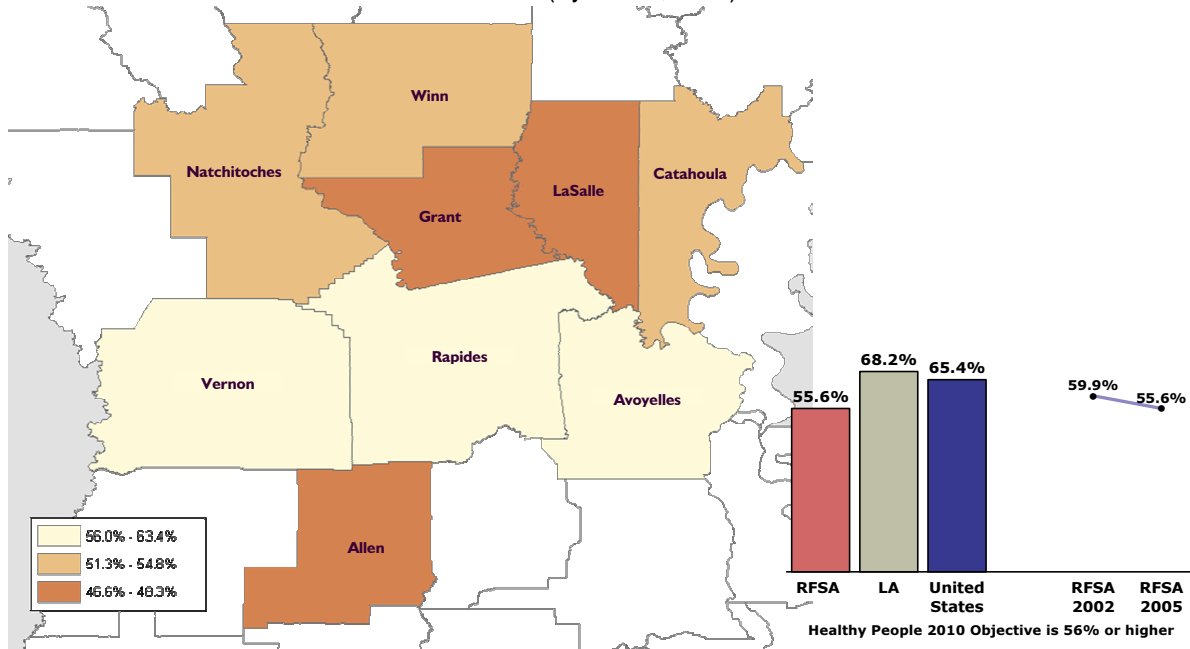 Winn
Natchitoches
LaSalle
Catahoula
Grant
Rapides
Vernon
Avoyelles
Allen
56.0% - 63.4%
51.3% - 54.8%
46.6% - 48.3%
55.6%
68.2%
65.4%
59.9%
55.6%
RFSA
LA
United
States
RFSA
2002
RFSA
2005
Healthy People 2010 Objective is 56% or higher